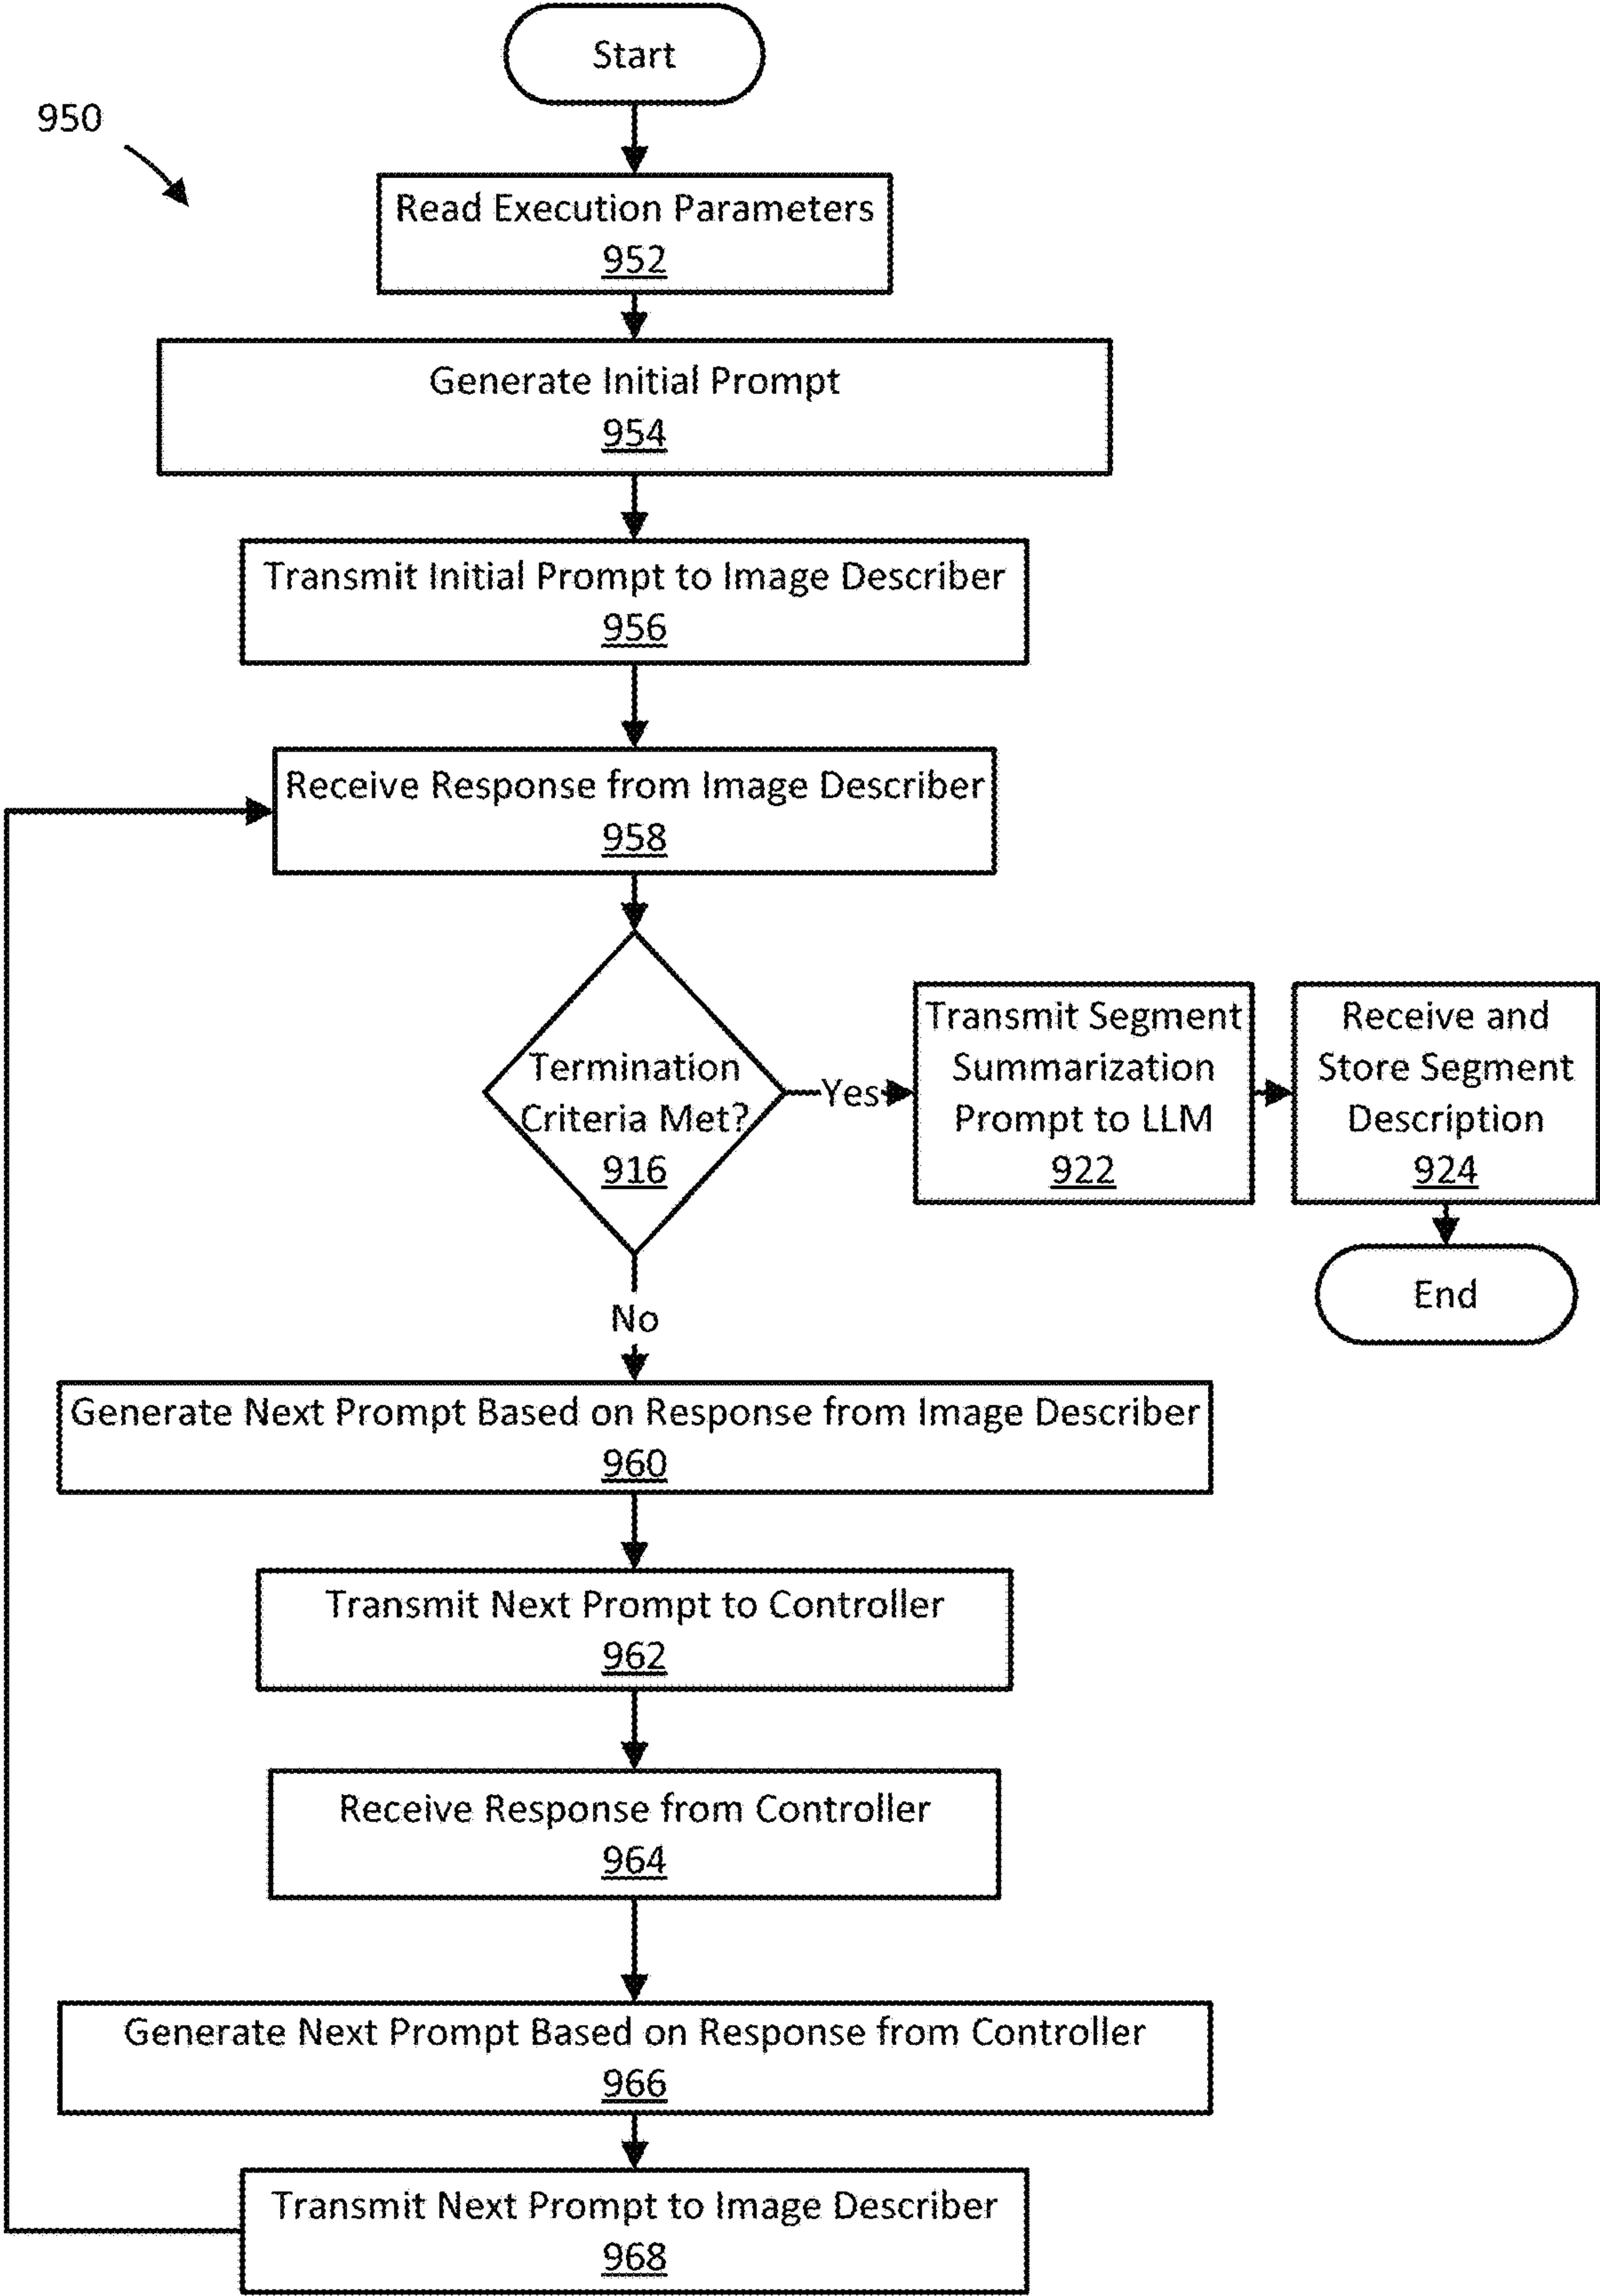 Start
950
Read Execution Parameters
952
Generate Initial Prompt
954
Transmit Initial Prompt to Image Describer
956
Receive Response from Image Describer
958
Termination
Criteria Met?
916
Yes
Transmit Segment
Summarization
Prompt to LLM
922
Receive and
Store Segment
Description
924
End
No
Generate Next Prompt Based on Response from Image Describer
960
Transmit Next Prompt to Controller
962
Receive Response from Controller
964
Generate Next Prompt Based on Response from Controller
966
Transmit Next Prompt to Image Describer
968